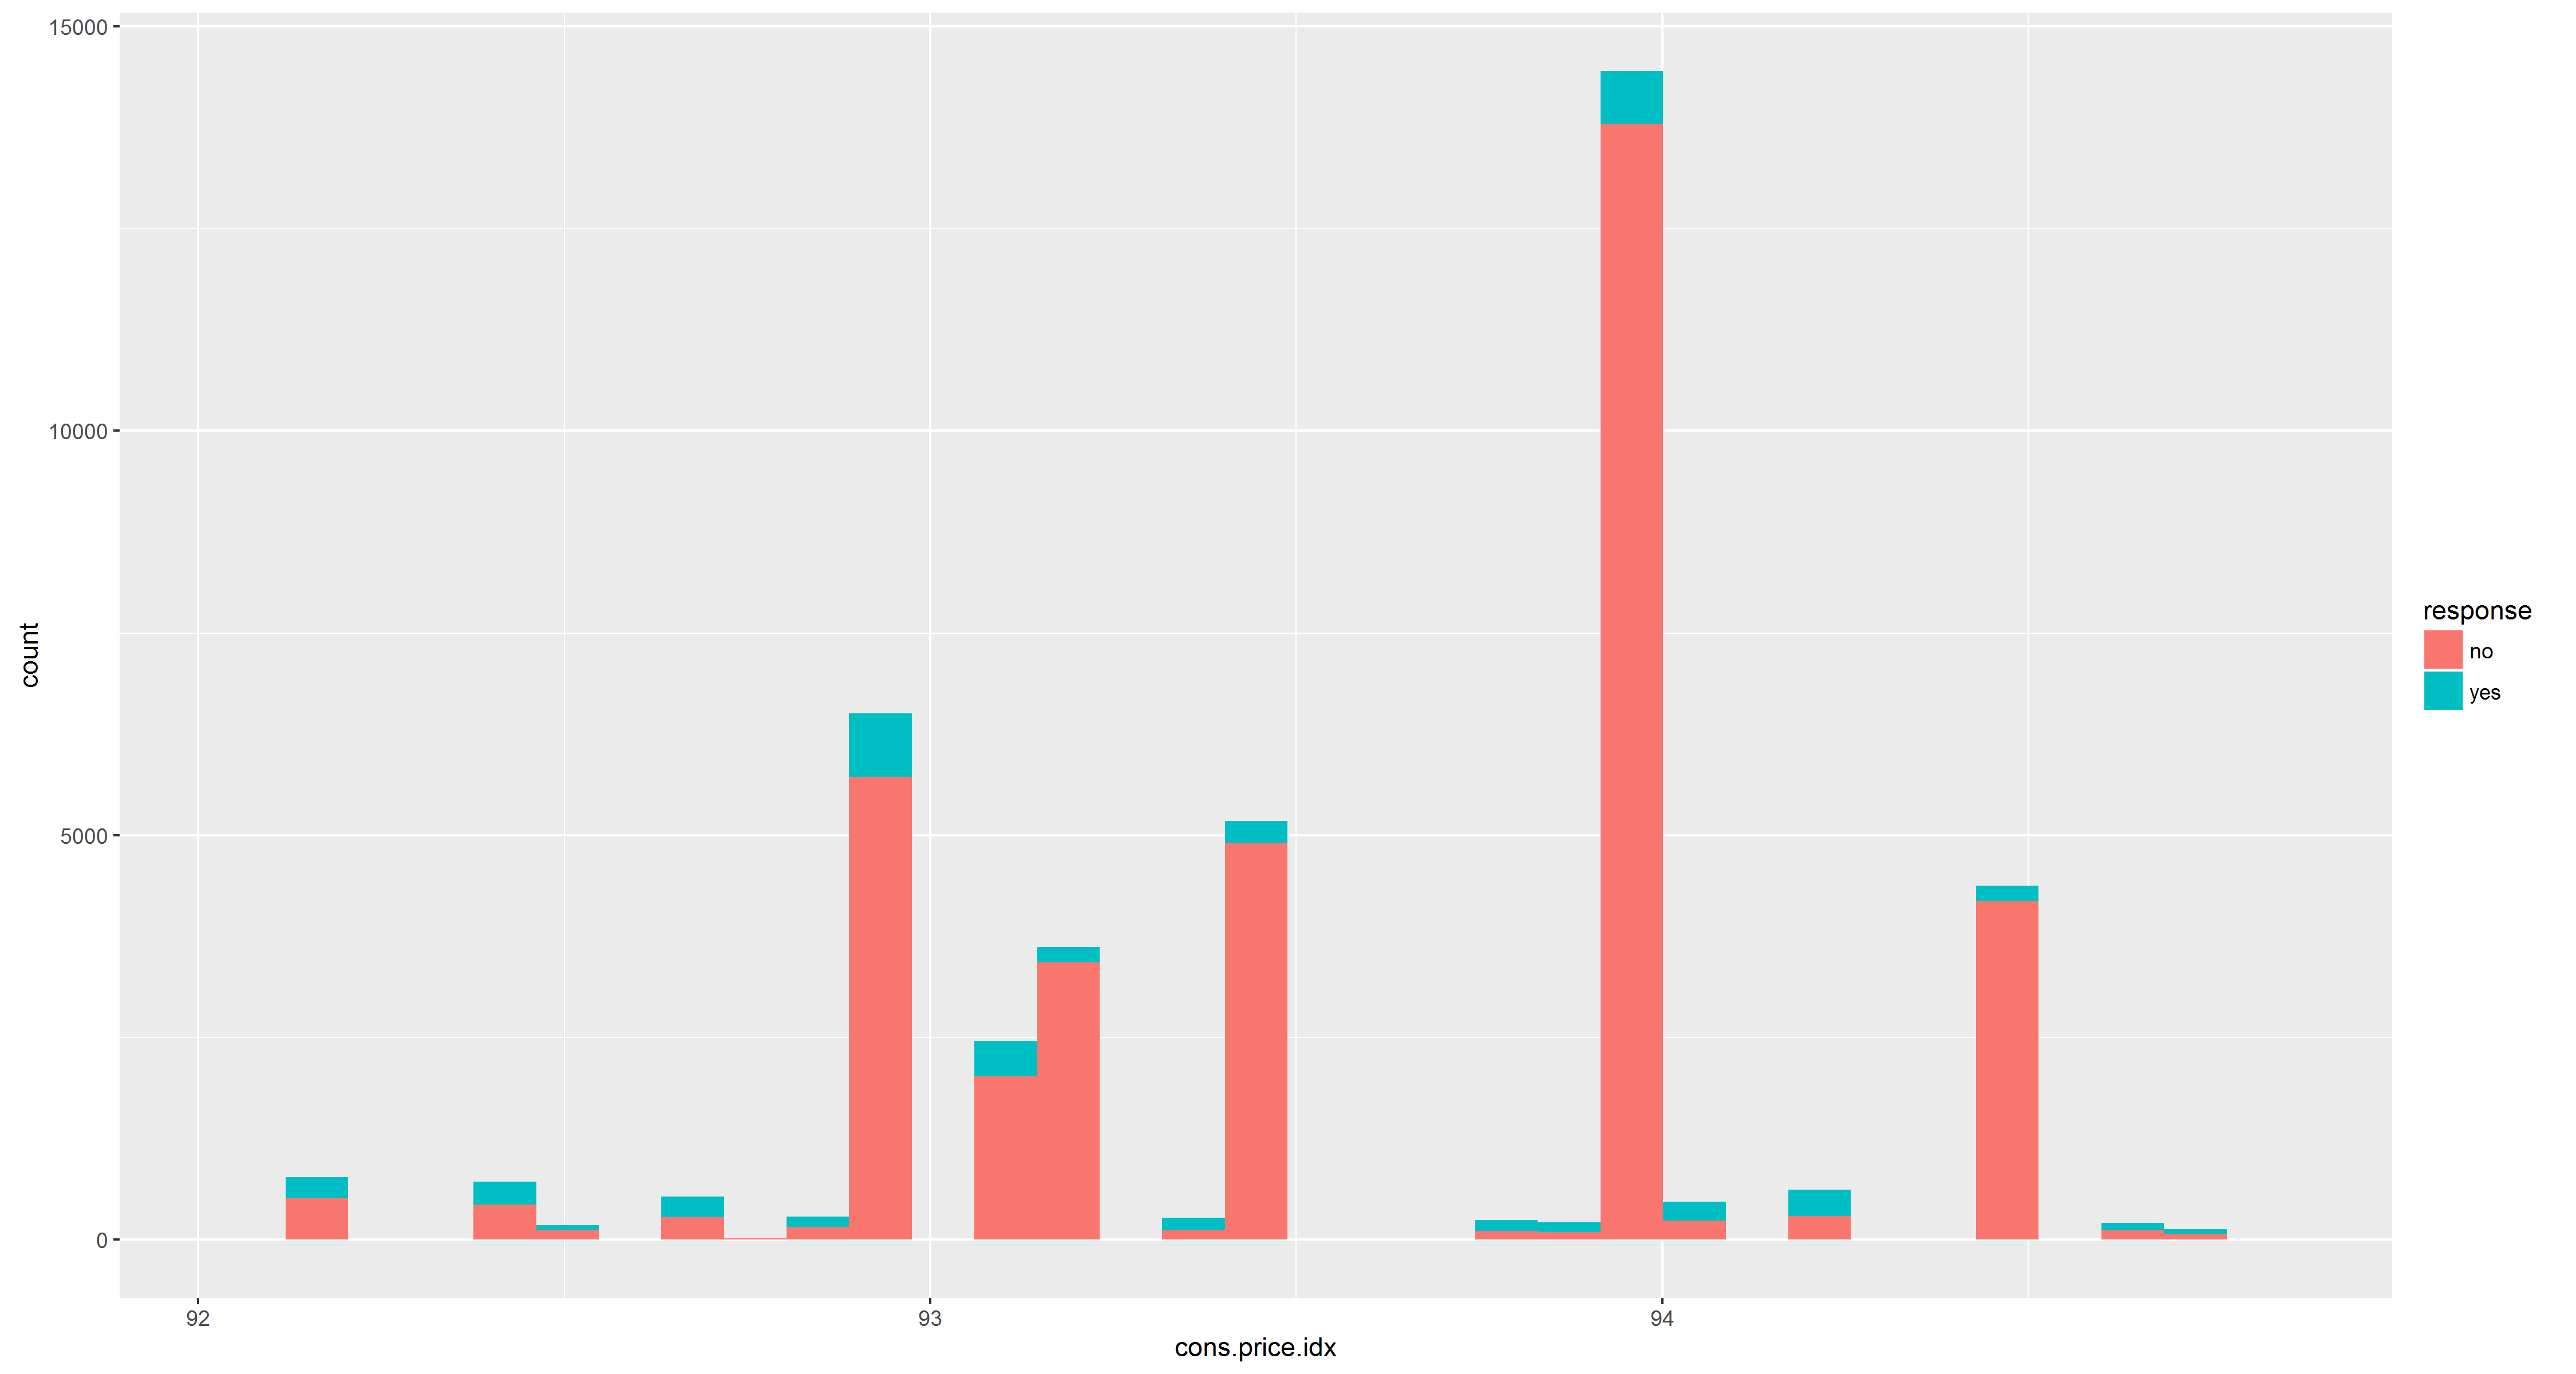 15000
10000
5000
0
count
92
93
94
cons.price.idx
response
no
yes